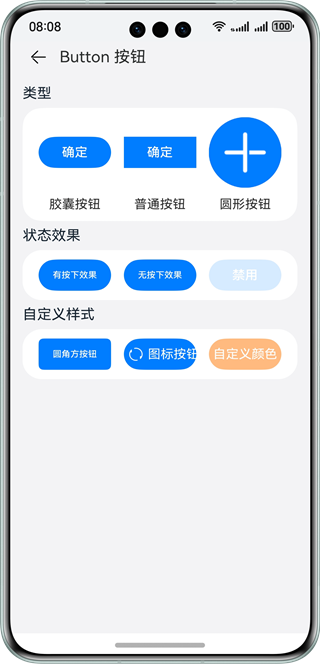 08:08 100
Button 按钮
类型
确定 确定
胶囊按钮 普通按钮 圆形按钮
状态效果
有按下效果 无按下效果 禁用
自定义样式
圆角方按钮 图标按钮 自定义颜色